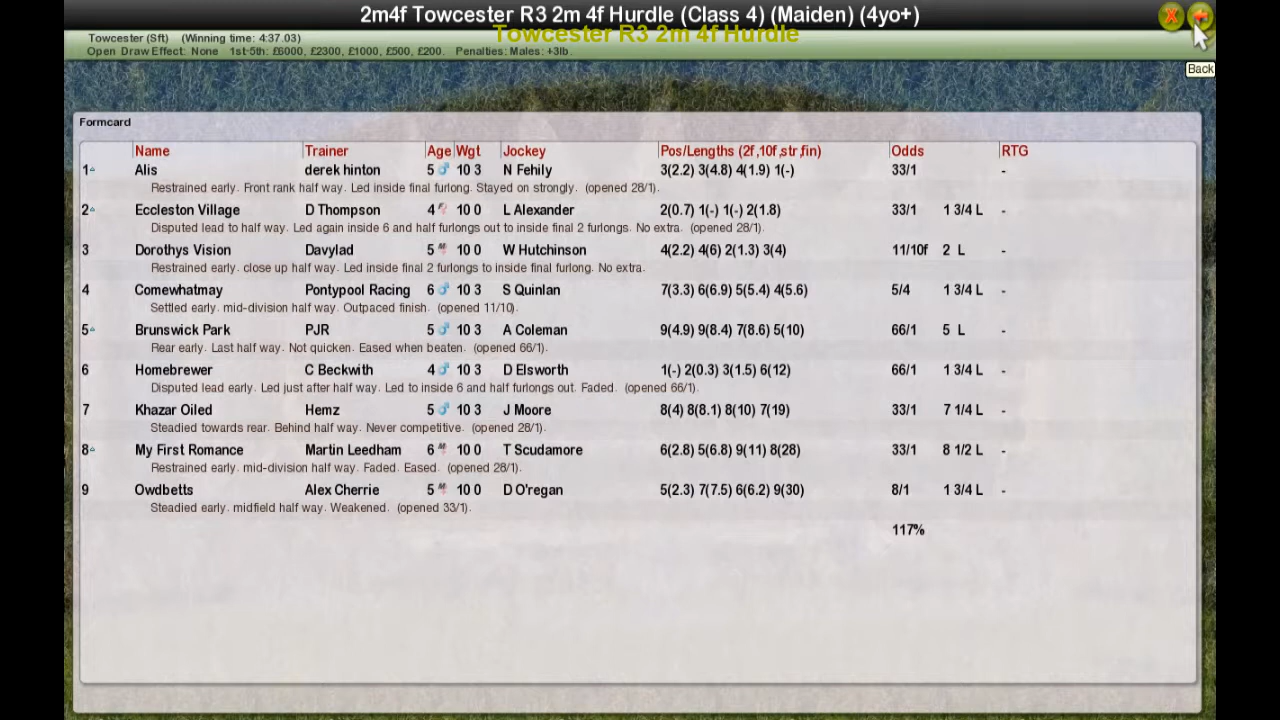 2m4f Towcester R3 2m 4f Hurdle (Class 4) (Maiden) (4yo+)
Towcester R3 2m 4f Hurdle
Towcester (Sft) (Winning time: 4:37.03)
Open Draw Effect: None 1st-5th: £6000, £2300, £1000, £500, £200. Penalties: Males: +3lb.
Back
Formcard
Name Trainer Age Wgt Jockey Pos/Lengths (2f,10f,str,fin) Odds RTG
1 Alis derek hinton 5 10 3 N Fehily 3(2.2) 3(4.8) 4(1.9) 1(-) 33/1 -
Restrained early. Front rank half way. Led inside final furlong. Stayed on strongly. (opened 28/1).
2 Eccleston Village D Thompson 4 10 0 L Alexander 2(0.7) 1(-) 1(-) 2(1.8) 33/1 1 3/4 L -
Disputed lead to half way. Led again inside 6 and half furlongs out to inside final 2 furlongs. No extra. (opened 28/1).
3 Dorothys Vision Davylad 5 10 0 W Hutchinson 4(2.2) 4(6) 2(1.3) 3(4) 11/10f 2 L -
Restrained early. close up half way. Led inside final 2 furlongs to inside final furlong. No extra.
4 Comewhatmay Pontypool Racing 6 10 3 S Quinlan 7(3.3) 6(6.9) 5(5.4) 4(5.6) 5/4 1 3/4 L -
Settled early. mid-division half way. Outpaced finish. (opened 11/10).
5 Brunswick Park PJR 5 10 3 A Coleman 9(4.9) 9(8.4) 7(8.6) 5(10) 66/1 5 L -
Rear early. Last half way. Not quicken. Eased when beaten. (opened 66/1).
6 Homebrewer C Beckwith 4 10 3 D Elsworth 1(-) 2(0.3) 3(1.5) 6(12) 66/1 1 3/4 L -
Disputed lead early. Led just after half way. Led to inside 6 and half furlongs out. Faded. (opened 66/1).
7 Khazar Oiled Hemz 5 10 3 J Moore 8(4) 8(8.1) 8(10) 7(19) 33/1 7 1/4 L -
Steadied towards rear. Behind half way. Never competitive. (opened 28/1).
8 My First Romance Martin Leedham 6 10 0 T Scudamore 6(2.8) 5(6.8) 9(11) 8(28) 33/1 8 1/2 L -
Restrained early. mid-division half way. Faded. Eased. (opened 28/1).
9 Owdbetts Alex Cherrie 5 10 0 D O'regan 5(2.3) 7(7.5) 6(6.2) 9(30) 8/1 1 3/4 L -
Steadied early. midfield half way. Weakened. (opened 33/1).
117%